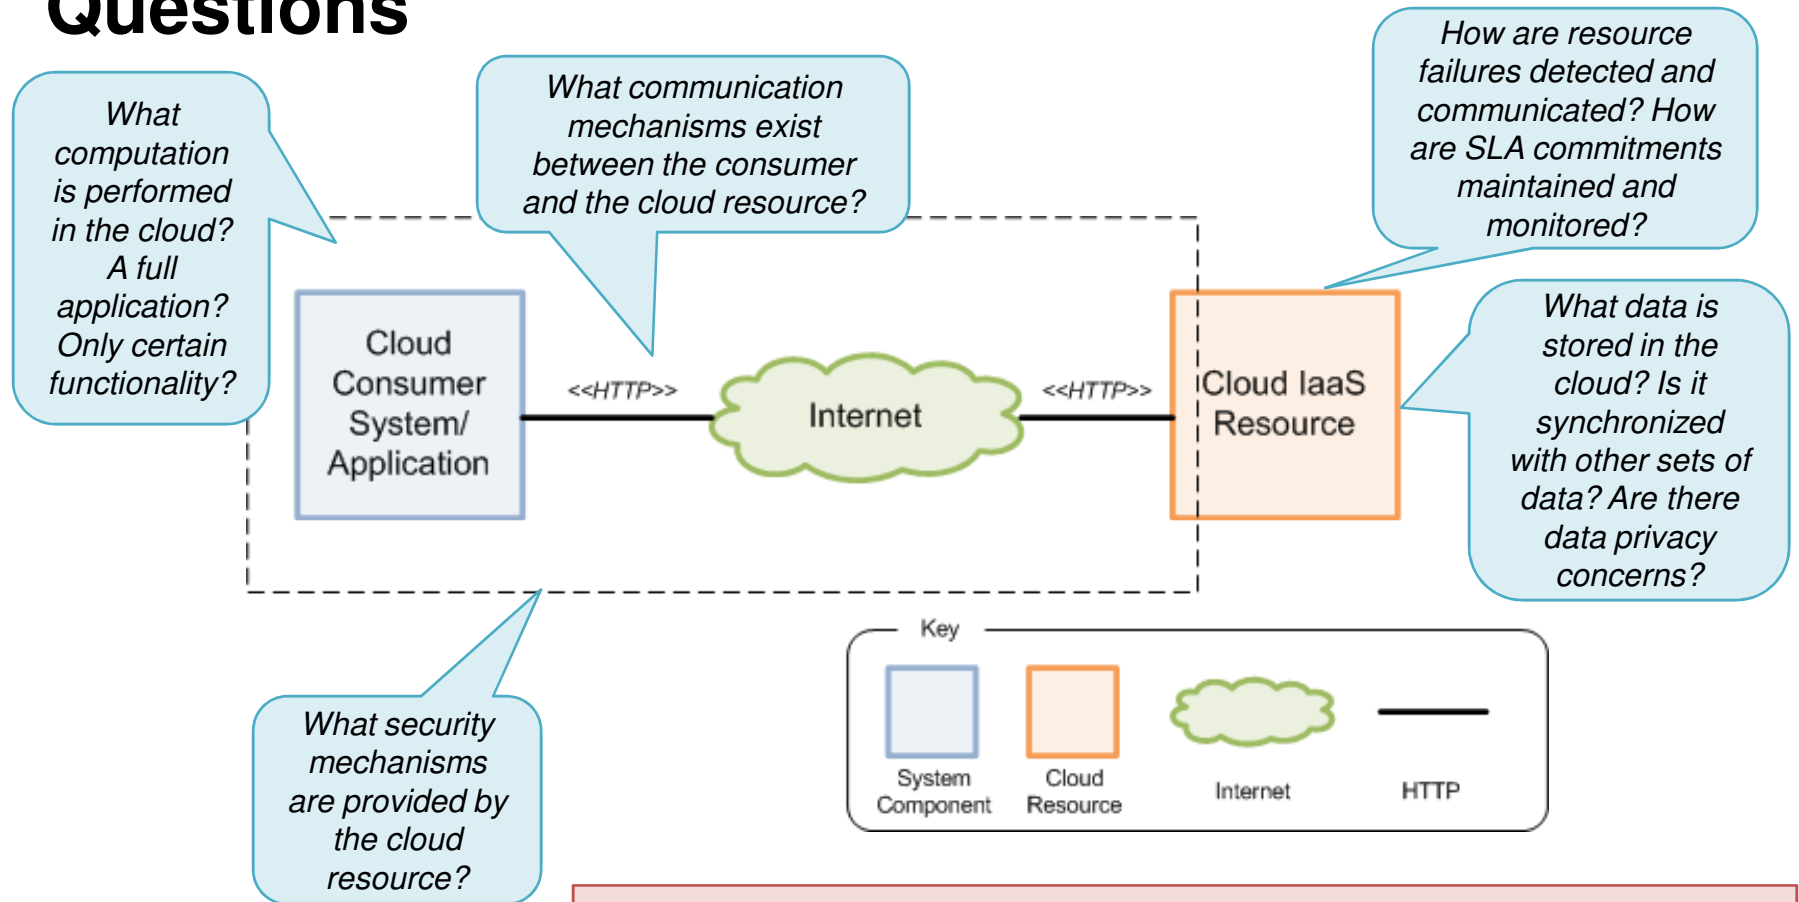 Questions
What
computation
is performed
in the cloud?
A full
application?
Only certain
functionality?
What communication
mechanisms exist
between the consumer
and the cloud resource?
How are resource
failures detected and
communicated? How
are SLA commitments
maintained and
monitored?
What data is
stored in the
cloud? Is it
synchronized
with other sets of
data? Are there
data privacy
concerns?
Cloud
Consumer
System/
Application
<<HTTP>>
Internet
<<HTTP>>
Cloud IaaS
Resource
What security
mechanisms
are provided by
the cloud
resource?
Key
System
Component
Cloud
Resource
Internet
HTTP